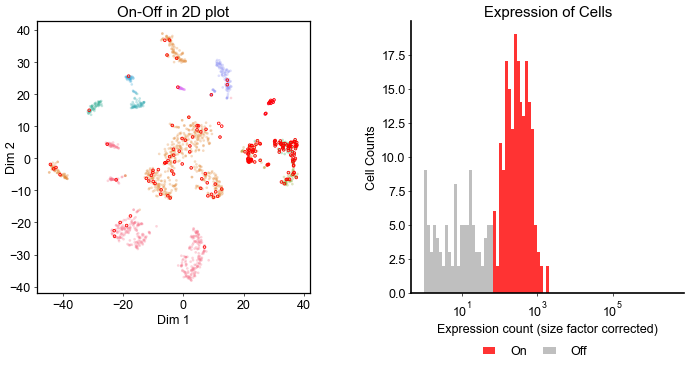 On-Off in 2D plot
40
30
20
10
0
−10
−20
−30
−40
Dim 2
−40 −20 0 20 40
Dim 1
Expression of Cells
17.5
15.0
12.5
10.0
7.5
5.0
2.5
0.0
Cell Counts
10¹ 10³ 10⁵
Expression count (size factor corrected)
On Off